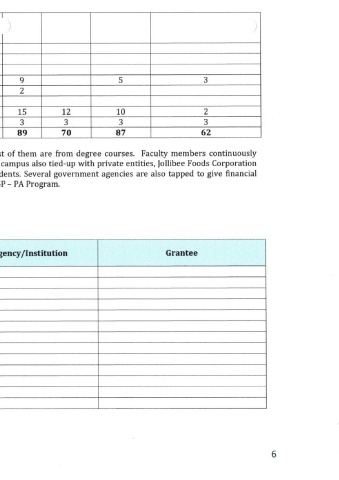 9 5 3
2
15 12 10 2
3 3 3 3
89 70 87 62
st of them are from degree courses. Faculty members continuously
campus also tied-up with private entities, Jollibee Foods Corporation
dents. Several government agencies are also tapped to give financial
P – PA Program.
gency/Institution Grantee
6